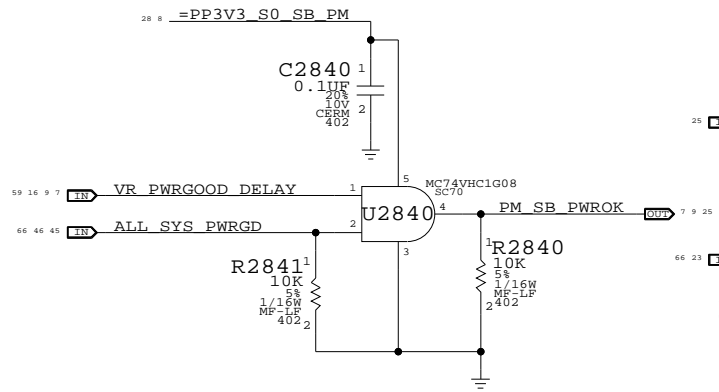 28 8 =PP3V3_S0_SB_PM
C2840 1
0.1UF
20%
10V 2
CERM
402
25
59 16 9 7 IN VR_PWRGOOD_DELAY 1
5
MC74VHC1G08
SC70
U2840
4 PM_SB_PWROK OUT 7 9 25
66 46 45 IN ALL_SYS_PWRGD 2
3
R2841 1
10K
5%
1/16W
MF-LF
402 2
1 R2840
10K
5%
1/16W
MF-LF
2 402
66 23